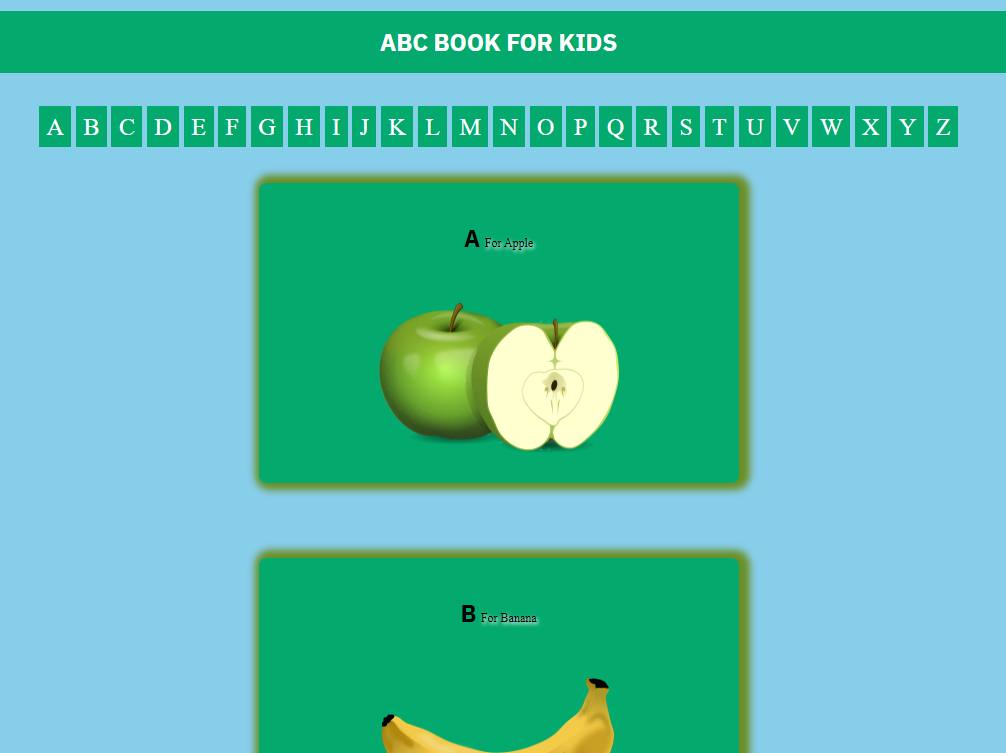 ABC BOOK FOR KIDS
A B C D E F G H I J K L M N O P Q R S T U V W X Y Z
A For Apple
B For Banana